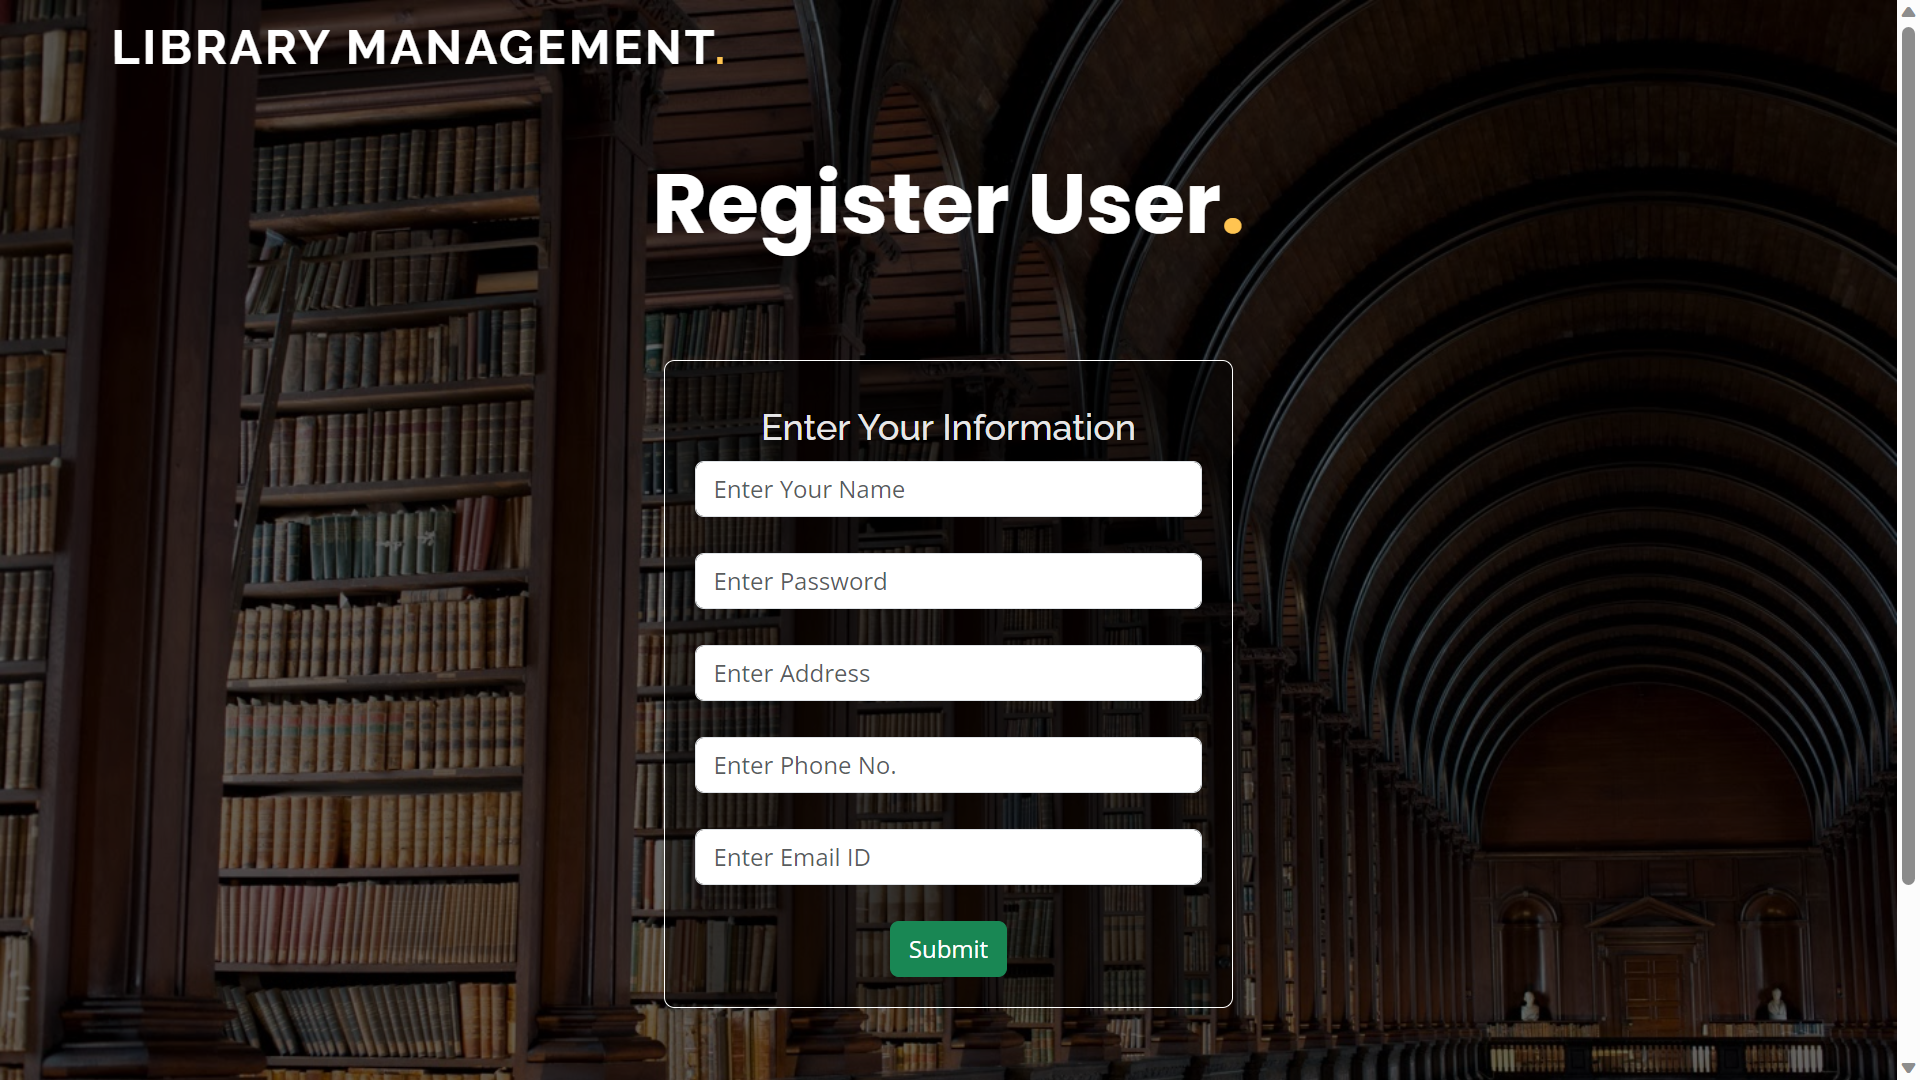 LIBRARY MANAGEMENT.
Register User.
Enter Your Information
Enter Your Name
Enter Password
Enter Address
Enter Phone No.
Enter Email ID
Submit